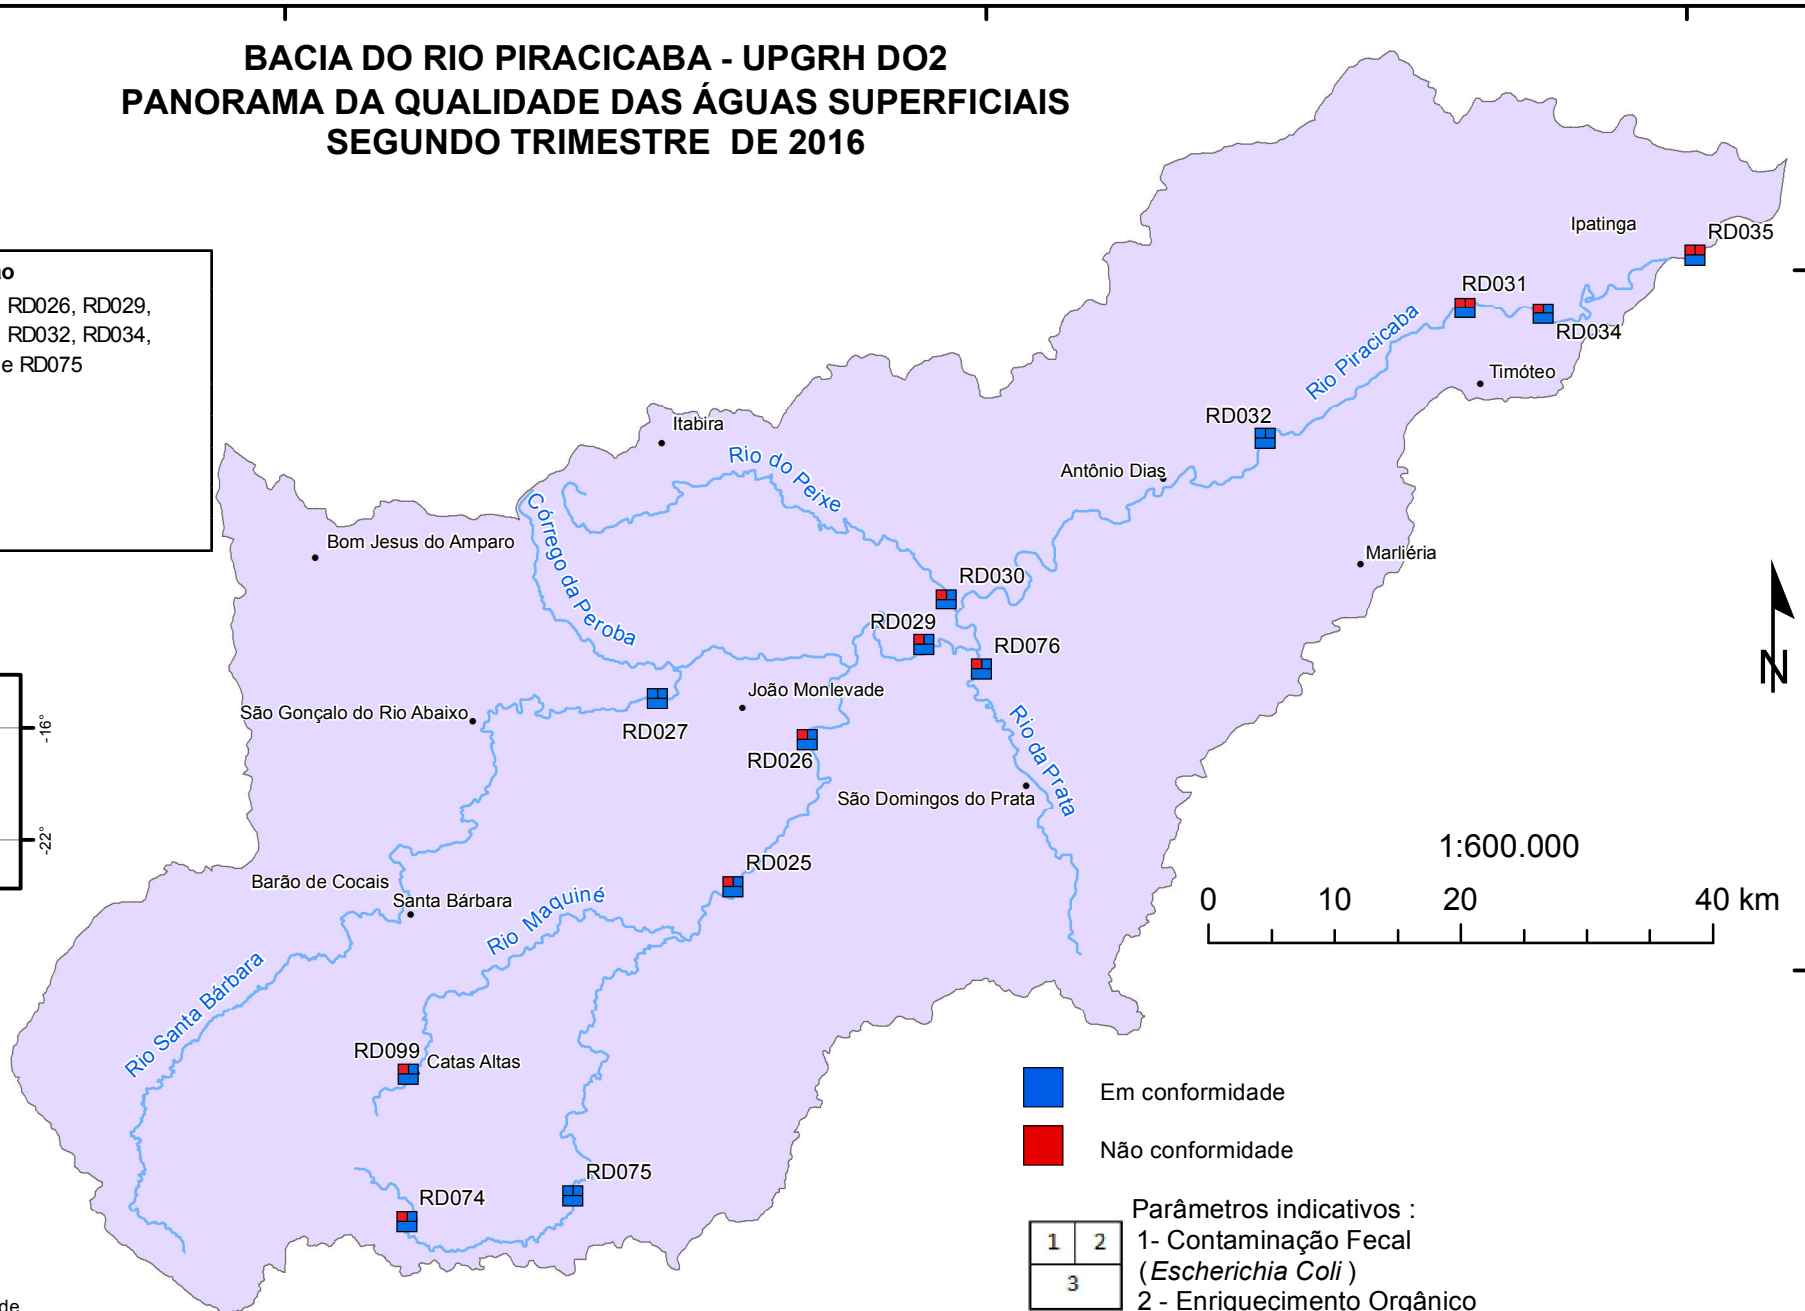 BACIA DO RIO PIRACICABA - UPGRH DO2
PANORAMA DA QUALIDADE DAS ÁGUAS SUPERFICIAIS
SEGUNDO TRIMESTRE DE 2016
RD026, RD029,
RD032, RD034,
e RD075
Ipatinga
RD035
RD031
RD034
Rio Piracicaba
Timóteo
RD032
Itabira
Rio do Peixe
Antônio Dias
Córrego da Peroba
Bom Jesus do Amparo
Marliéria
RD030
RD029
RD076
N
João Monlevade
São Gonçalo do Rio Abaixo
RD027
RD026
Rio da Prata
São Domingos do Prata
-16°
-22°
1:600.000
0 10 20 40 km
RD025
Barão de Cocais
Santa Bárbara
Rio Maquiné
Rio Santa Bárbara
RD099
Catas Altas
RD075
RD074
Em conformidade
Não conformidade
Parâmetros indicativos :
1 2
3
1- Contaminação Fecal
(Escherichia Coli )
2 - Enriquecimento Orgânico
de